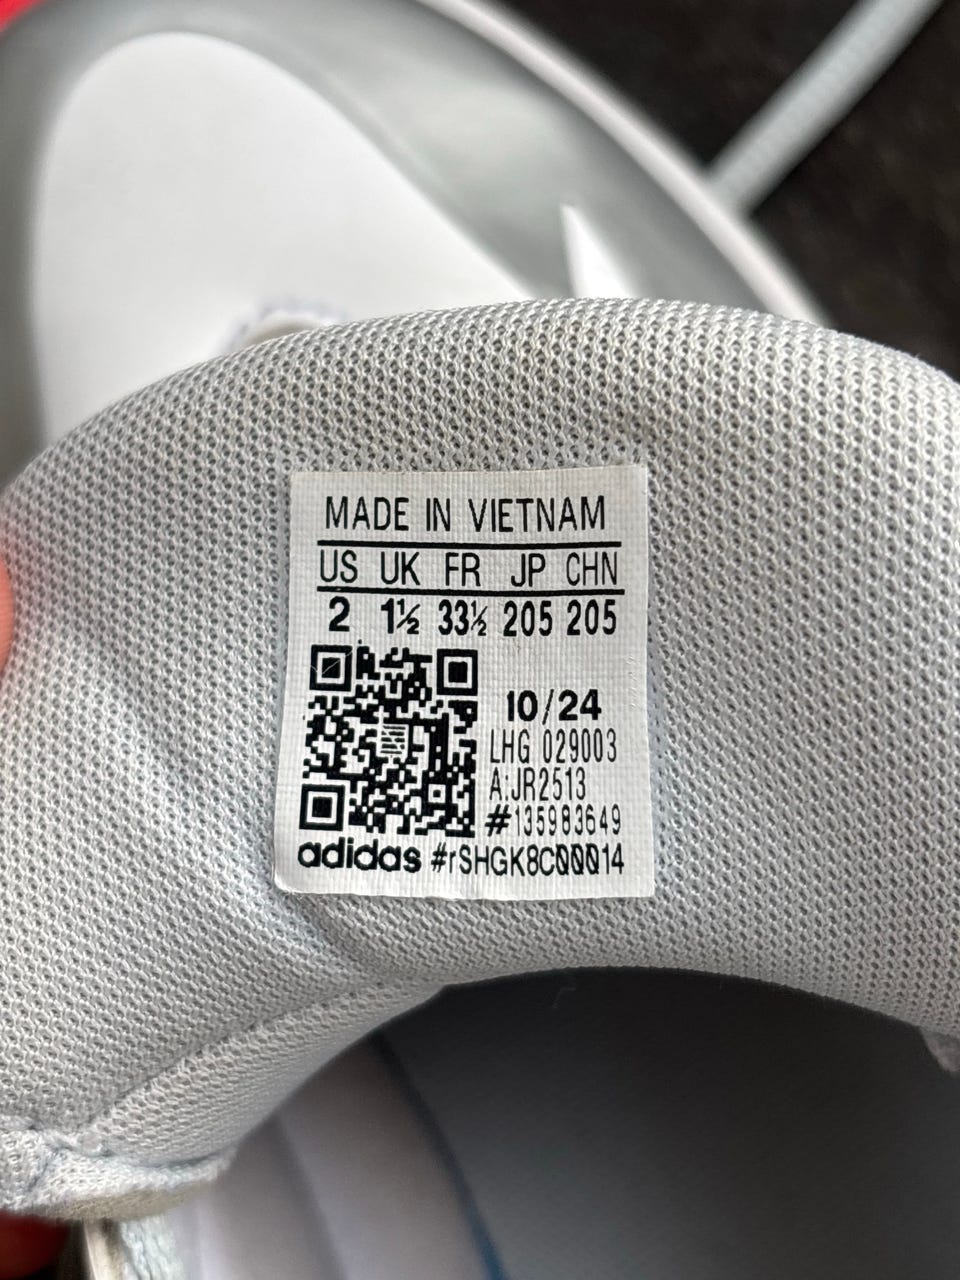 MADE IN VIETNAM
US UK FR JP CHN
2 1½ 33½ 205 205
10/24
LHG 029003
A:JR2513
#135983649
adidas #rSHGK8C00014